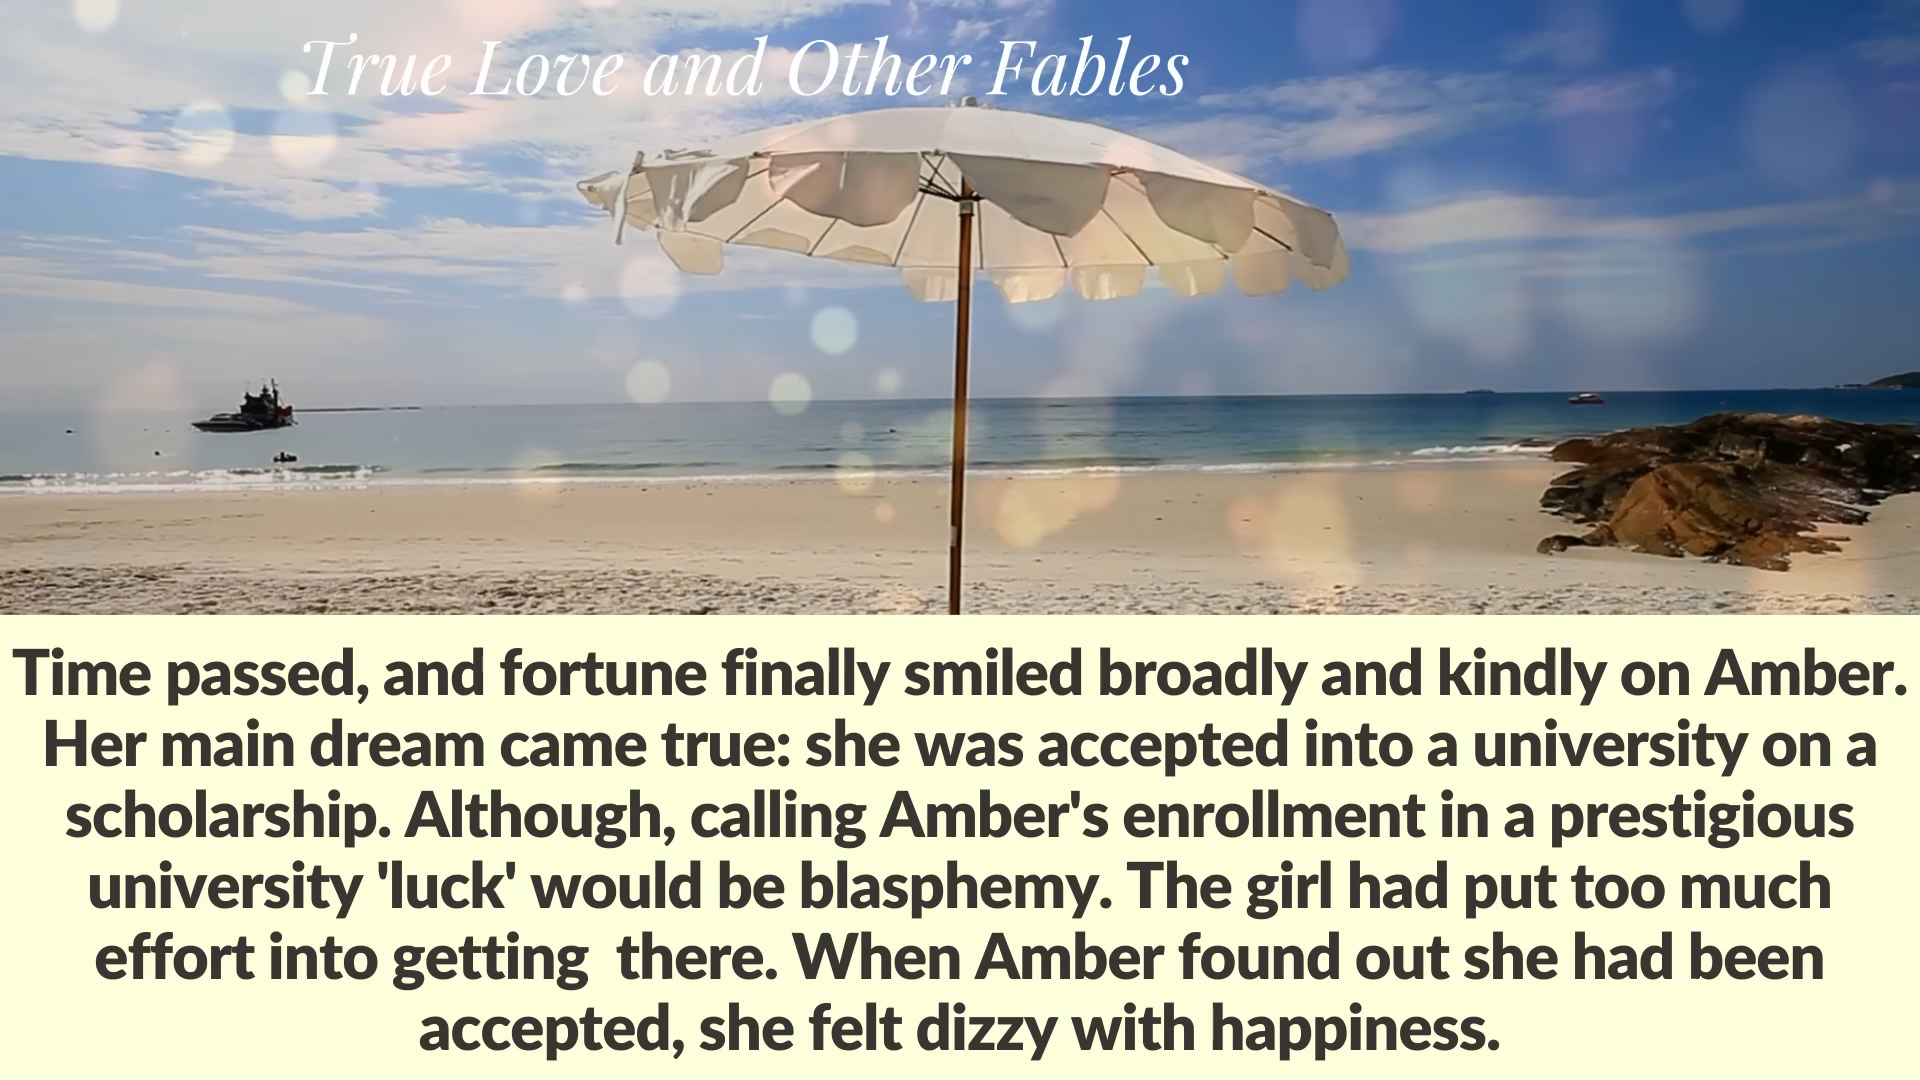 True Love and Other Fables
Time passed, and fortune finally smiled broadly and kindly on Amber.
Her main dream came true: she was accepted into a university on a
scholarship. Although, calling Amber's enrollment in a prestigious
university 'luck' would be blasphemy. The girl had put too much
effort into getting  there. When Amber found out she had been
accepted, she felt dizzy with happiness.